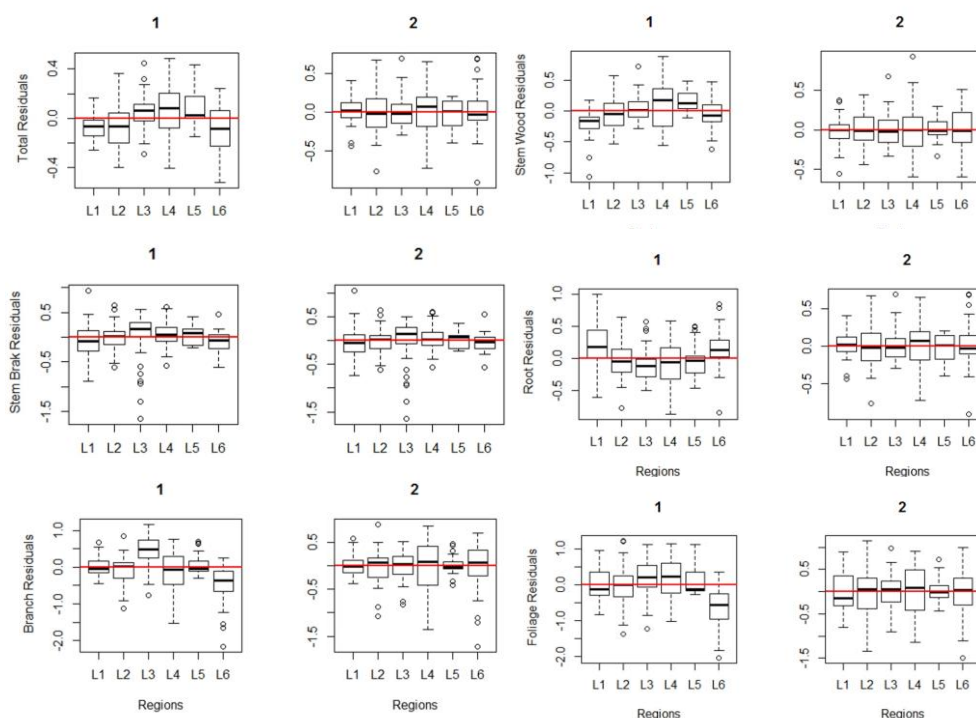 1
2
1
2
Total Residuals
0.4
0.0
-0.4
L1 L2 L3 L4 L5 L6
0.5
0.0
-0.5
L1 L2 L3 L4 L5 L6
Stem Wood Residuals
0.5
0.0
-0.5
-1.0
L1 L2 L3 L4 L5 L6
0.5
0.0
-0.5
L1 L2 L3 L4 L5 L6
1
2
1
2
Stem Brak Residuals
0.5
-0.5
-1.5
L1 L2 L3 L4 L5 L6
0.5
-0.5
-1.5
L1 L2 L3 L4 L5 L6
Root Residuals
1.0
0.5
0.0
-0.5
L1 L2 L3 L4 L5 L6
Regions
0.5
0.0
-0.5
L1 L2 L3 L4 L5 L6
Regions
1
2
1
2
Branch Residuals
1.0
0.0
-1.0
-2.0
L1 L2 L3 L4 L5 L6
Regions
0.5
-0.5
-1.5
L1 L2 L3 L4 L5 L6
Regions
Foliage Residuals
1.0
0.0
-1.0
-2.0
L1 L2 L3 L4 L5 L6
Regions
0.5
-0.5
-1.5
L1 L2 L3 L4 L5 L6
Regions